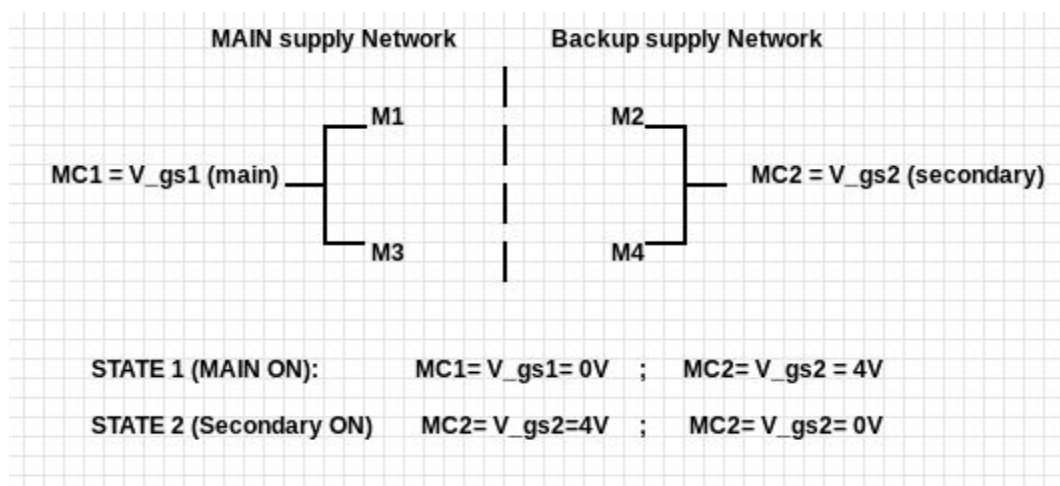 MAIN supply Network Backup supply Network
M1 M2
MC1 = V_gs1 (main) MC2 = V_gs2 (secondary)
M3 M4
STATE 1 (MAIN ON): MC1= V_gs1= 0V ; MC2= V_gs2 = 4V
STATE 2 (Secondary ON) MC2= V_gs2=4V ; MC2= V_gs2= 0V